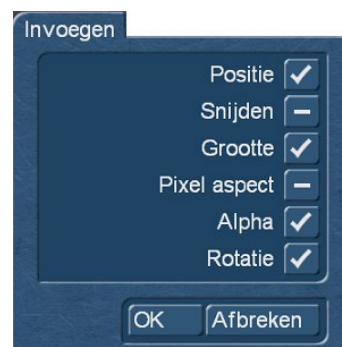 Invoegen
Positie
Snijden
Grootte
Pixel aspect
Alpha
Rotatie
OK Afbreken